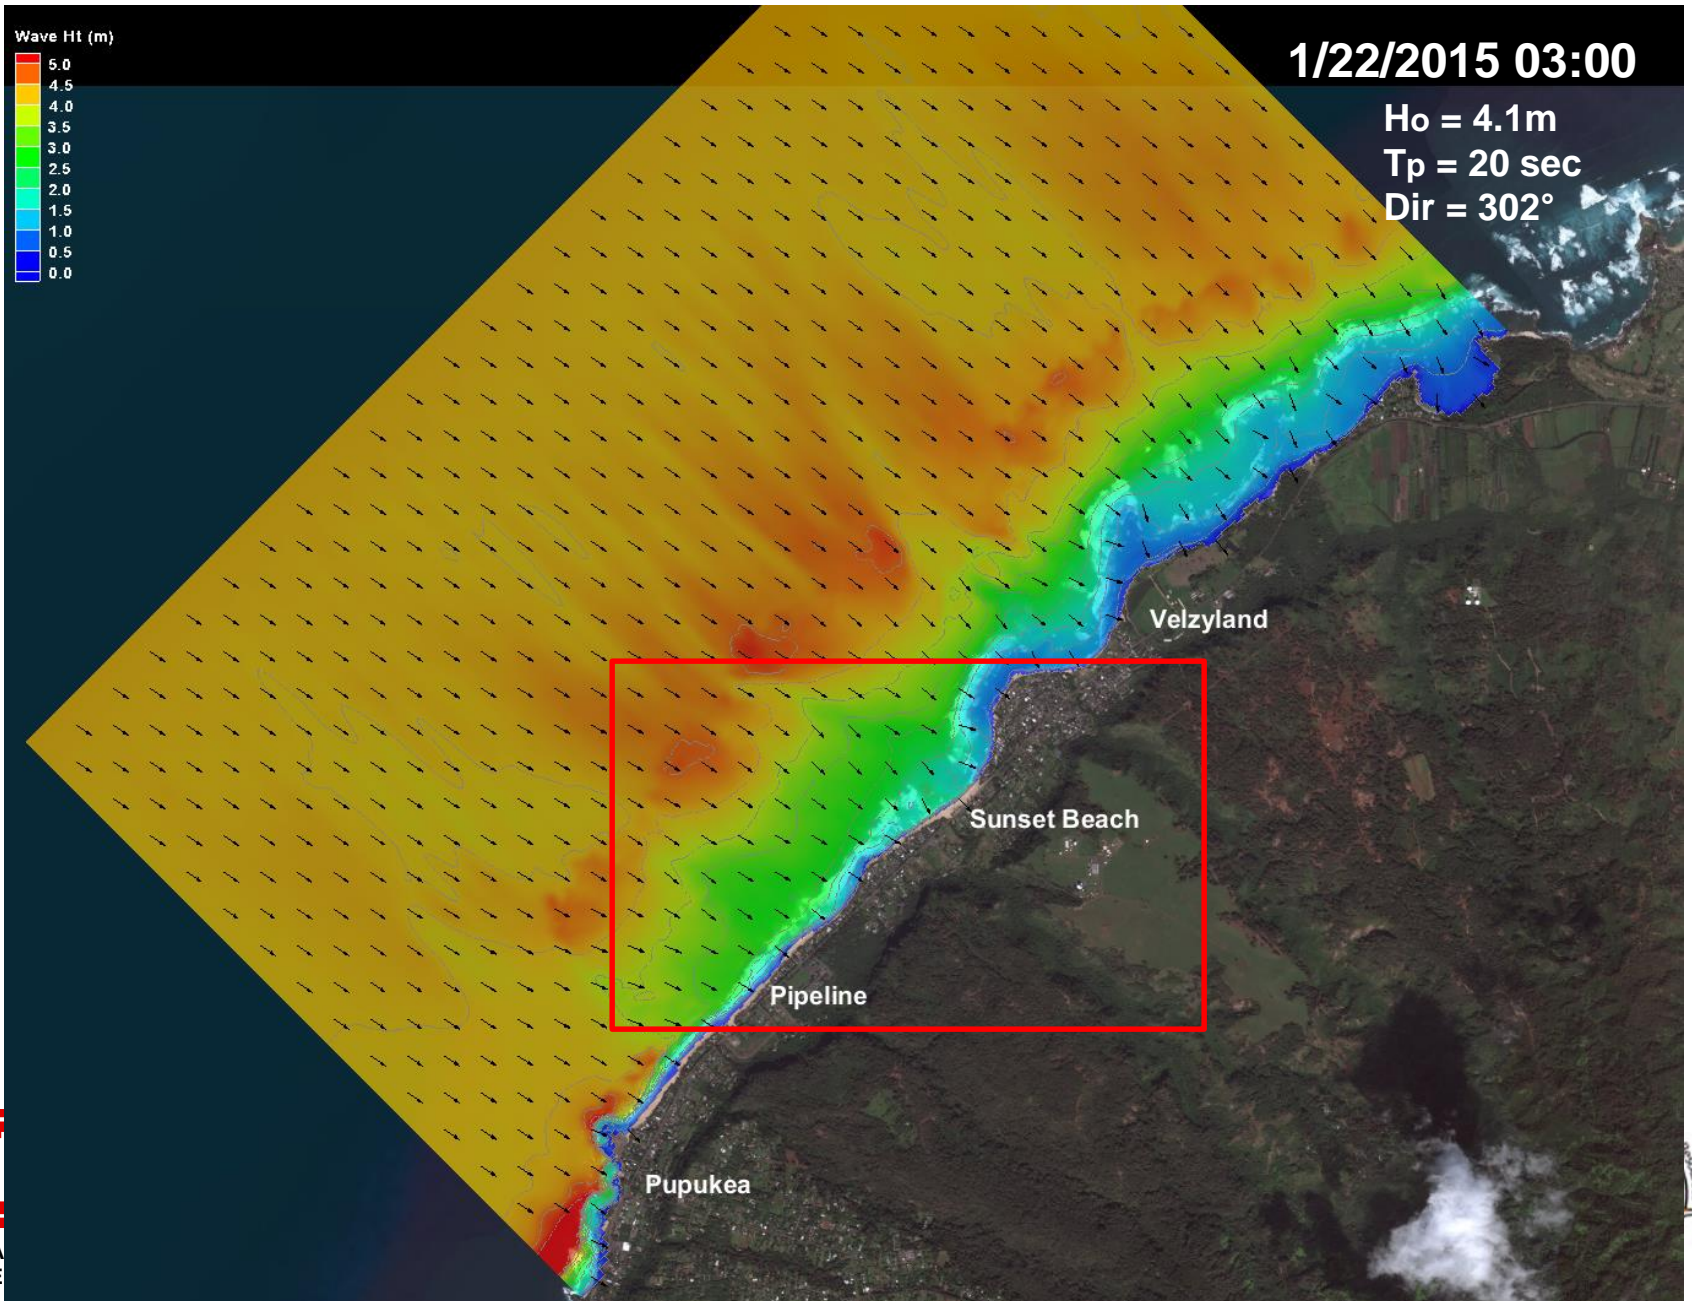 Wave Ht (m)
5.0
4.5
4.0
3.5
3.0
2.5
2.0
1.5
1.0
0.5
0.0
1/22/2015 03:00
Ho = 4.1m
Tp = 20 sec
Dir = 302°
Velzyland
Sunset Beach
Pipeline
Pupukea